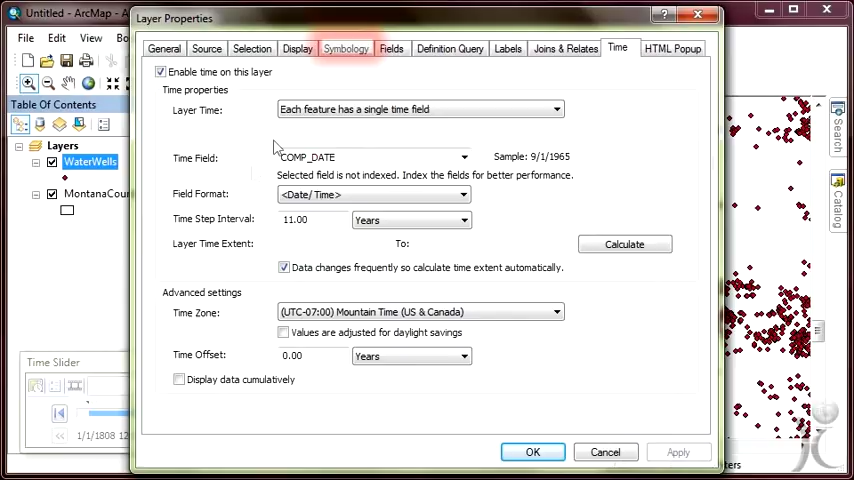 Untitled - ArcMap
File Edit
Table Of Contents
Layers
WaterWells
MontanaCou
Time Slider
1/1/1808 12
Layer Properties
General Source Selection Display Symbology Fields Definition Query Labels Joins & Relates Time HTML Popup
Enable time on this layer
Time properties
Layer Time: Each feature has a single time field
Time Field: COMP_DATE Sample: 9/1/1965
Selected field is not indexed. Index the fields for better performance.
Field Format: <Date/Time>
Time Step Interval: 11.00 Years
Layer Time Extent: To: Calculate
Data changes frequently so calculate time extent automatically.
Advanced settings
Time Zone: (UTC-07:00) Mountain Time (US & Canada)
Values are adjusted for daylight savings
Time Offset: 0.00 Years
Display data cumulatively
OK Cancel Apply
Search
Catalog
ters